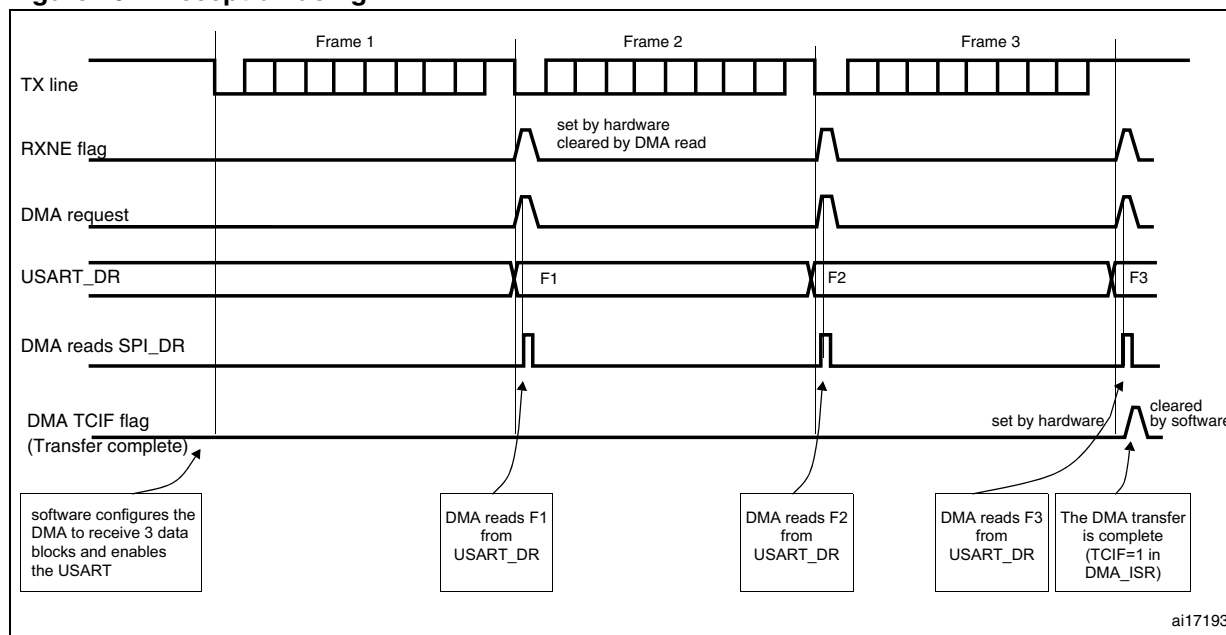 Frame 1 Frame 2 Frame 3
TX line
set by hardware
cleared by DMA read
RXNE flag
DMA request
USART_DR
F1 F2 F3
DMA reads SPI_DR
DMA TCIF flag
(Transfer complete)
set by hardware
cleared
by software
software configures the
DMA to receive 3 data
blocks and enables
the USART
DMA reads F1
from
USART_DR
DMA reads F2
from
USART_DR
DMA reads F3
from
USART_DR
The DMA transfer
is complete
(TCIF=1 in
DMA_ISR)
ai17193